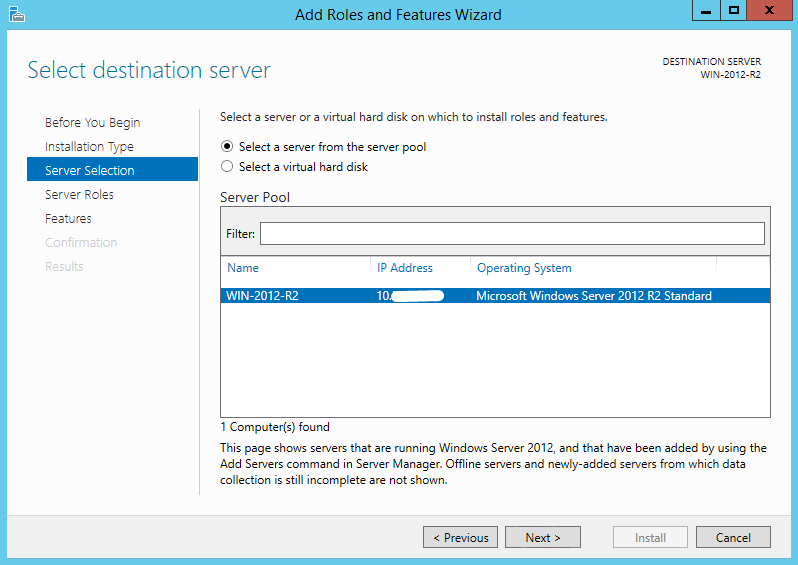 Add Roles and Features Wizard
Select destination server
DESTINATION SERVER
WIN-2012-R2
Before You Begin
Installation Type
Server Selection
Server Roles
Features
Confirmation
Results
Select a server or a virtual hard disk on which to install roles and features.
Select a server from the server pool
Select a virtual hard disk
Server Pool
Filter:
Name IP Address Operating System
WIN-2012-R2 10. Microsoft Windows Server 2012 R2 Standard
1 Computer(s) found
This page shows servers that are running Windows Server 2012, and that have been added by using the
Add Servers command in Server Manager. Offline servers and newly-added servers from which data
collection is still incomplete are not shown.
< Previous Next > Install Cancel